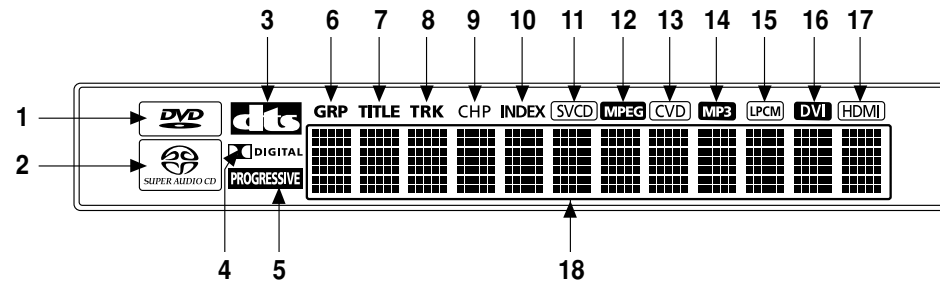 3 6 7 8 9 10 11 12 13 14 15 16 17
1 DVD dts GRP TITLE TRK CHP INDEX SVCD MPEG CVD MP3 LPCM DVI HDMI
2 SUPER AUDIO CD DIGITAL
PROGRESSIVE
4 5 18